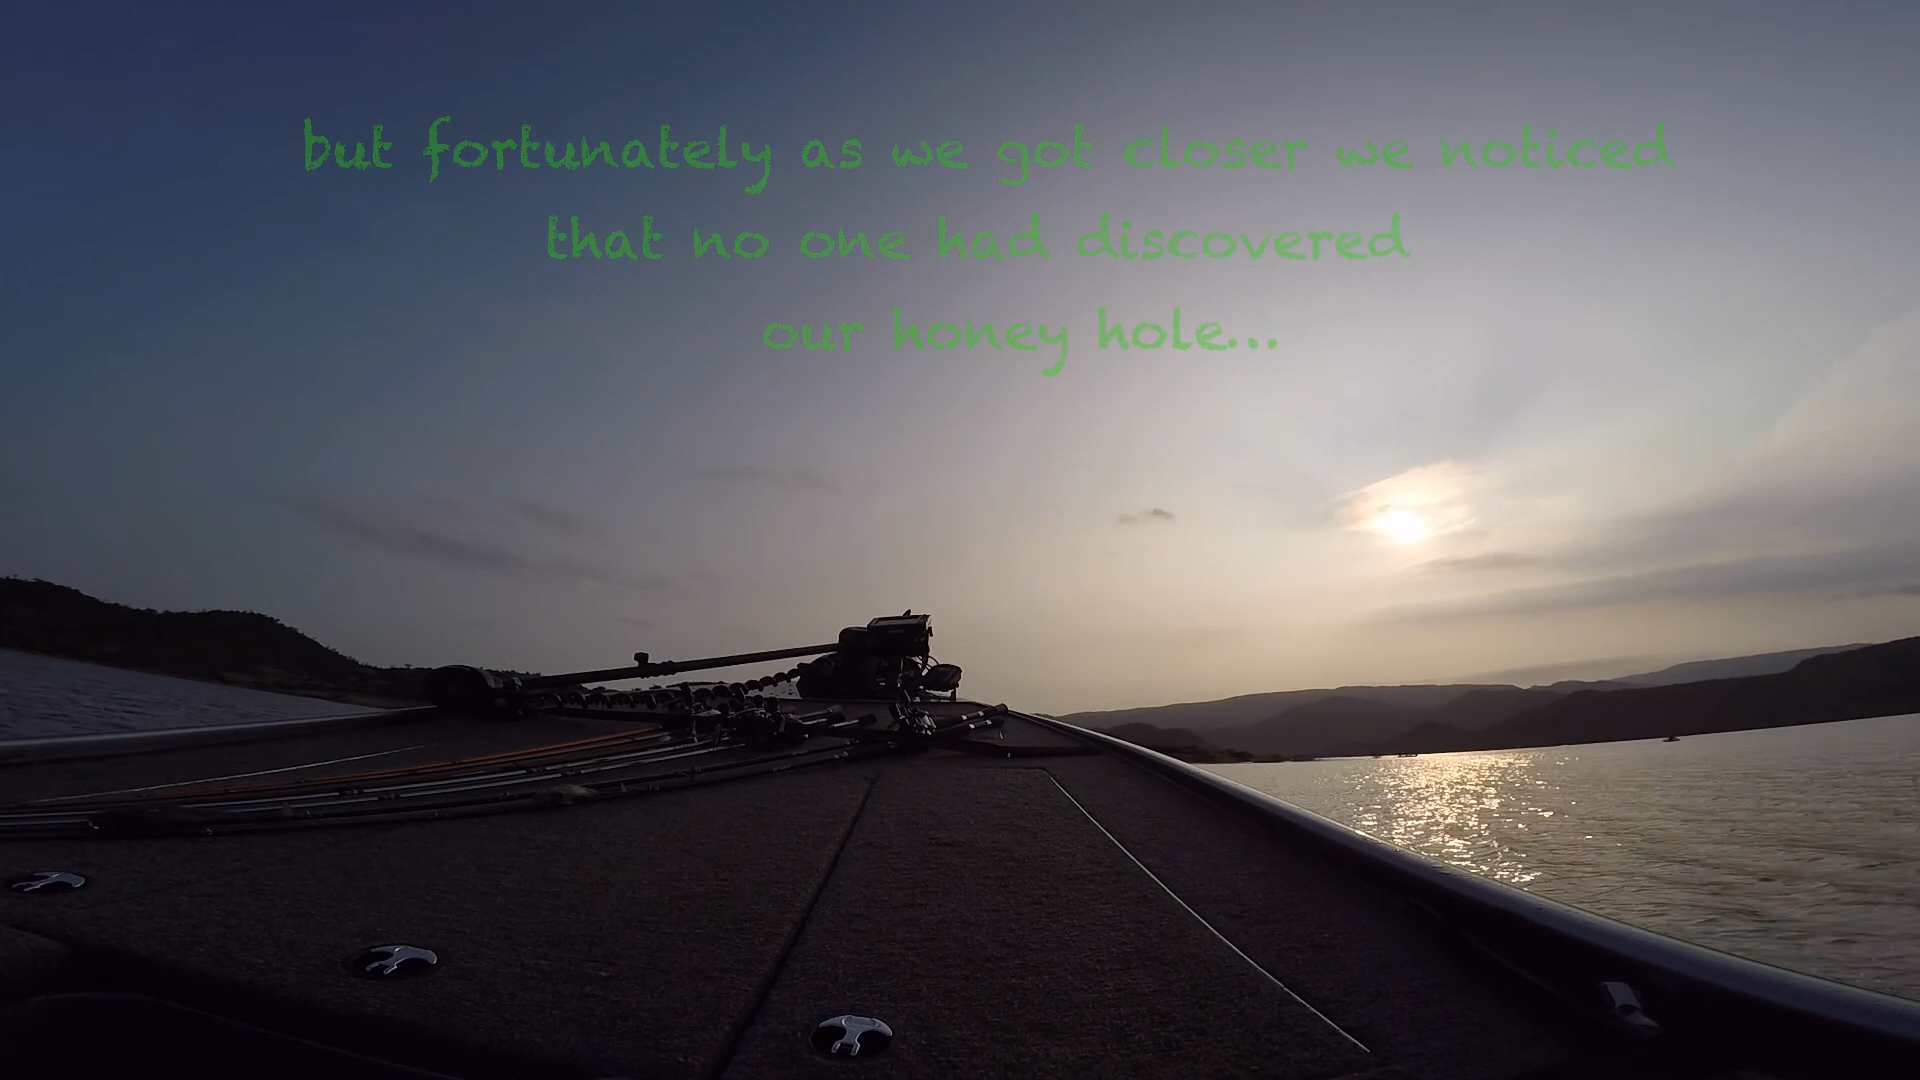 but fortunately as we got closer we noticed
that no one had discovered
our honey hole...